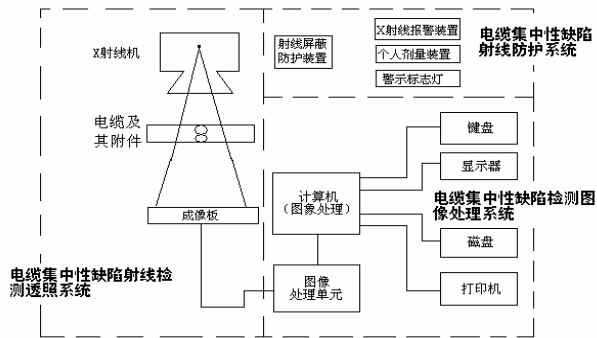 X射线机
电缆及
其附件
成像板
电缆集中性缺陷射线检
测透照系统
射线屏蔽
防护装置
X射线报警装置
个人剂量装置
警示标志灯
电缆集中性缺陷
射线防护系统
计算机
(图象处理)
图像
处理单元
键盘
显示器
磁盘
打印机
电缆集中性缺陷检测图
像处理系统